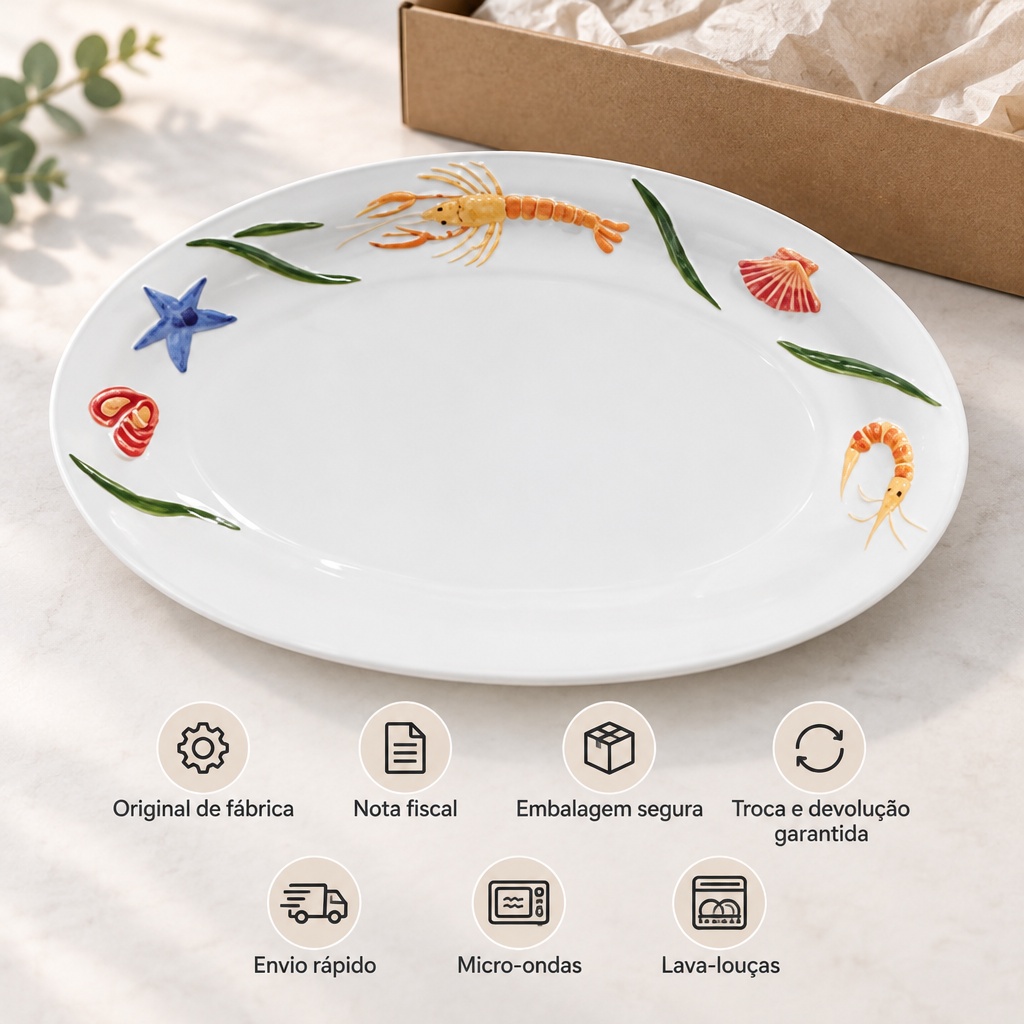 Original de fábrica
Nota fiscal
Embalagem segura
Troca e devolução
garantida
Envio rápido
Micro-ondas
Lava-louças